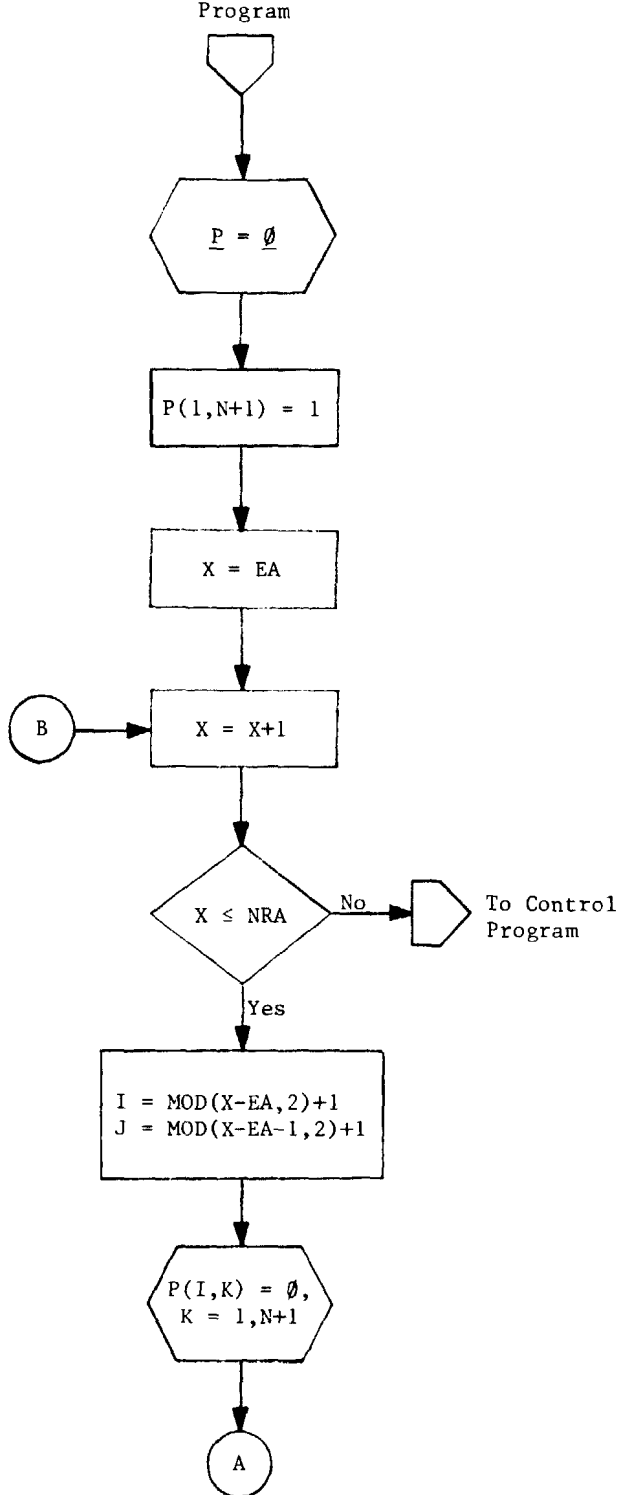 Program
P = Ø
P(1,N+1) = 1
X = EA
B
X = X+1
X ≤ NRA
No
To Control
Program
Yes
I = MOD(X-EA,2)+1
J = MOD(X-EA-1,2)+1
P(I,K) = Ø,
K = 1,N+1
A